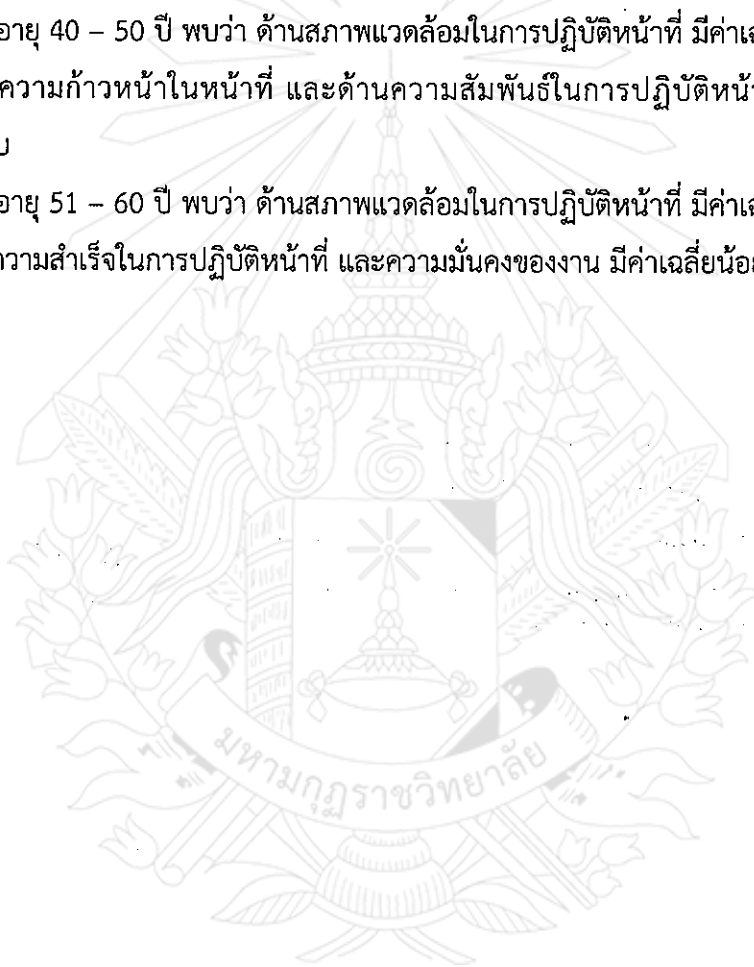 อายุ 40 – 50 ปี พบว่า ด้านสภาพแวดล้อมในการปฏิบัติหน้าที่ มีค่าเฉ
ความก้าวหน้าในหน้าที่ และด้านความสัมพันธ์ในการปฏิบัติหน้า
บ
อายุ 51 – 60 ปี พบว่า ด้านสภาพแวดล้อมในการปฏิบัติหน้าที่ มีค่าเฉ
ความสำเร็จในการปฏิบัติหน้าที่ และความมั่นคงของงาน มีค่าเฉลี่ยน้อย
มหามกุฏราชวิทยาลัย